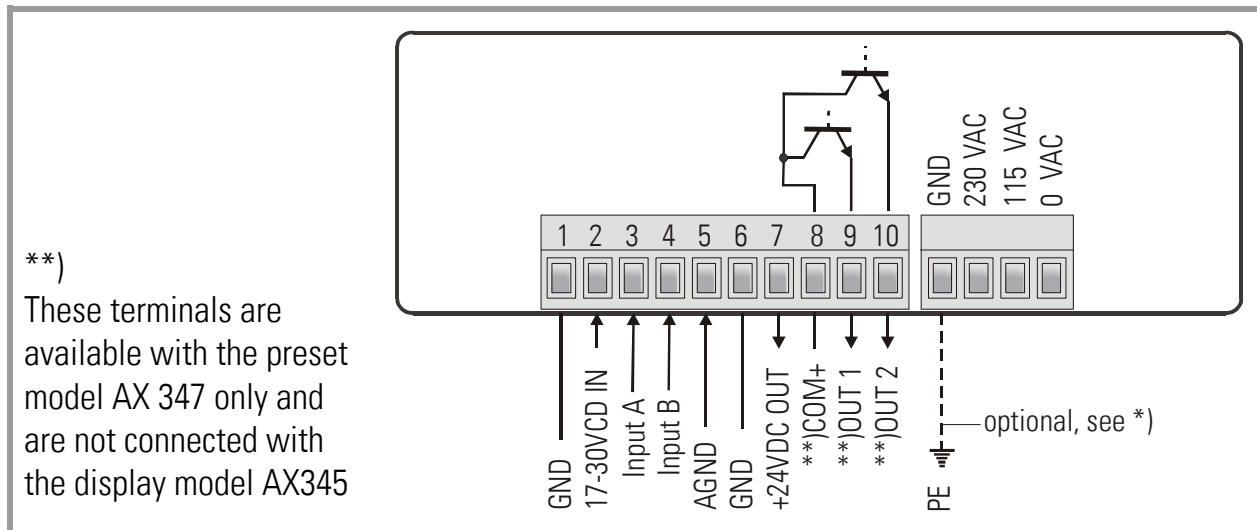 GND
230 VAC
115 VAC
0 VAC
1 2 3 4 5 6 7 8 9 10
**)
These terminals are
available with the preset
model AX 347 only and
are not connected with
the display model AX345
GND
17-30VCD IN
Input A
Input B
AGND
GND
+24VDC OUT
**)COM+
**)OUT 1
**)OUT 2
PE
optional, see *)